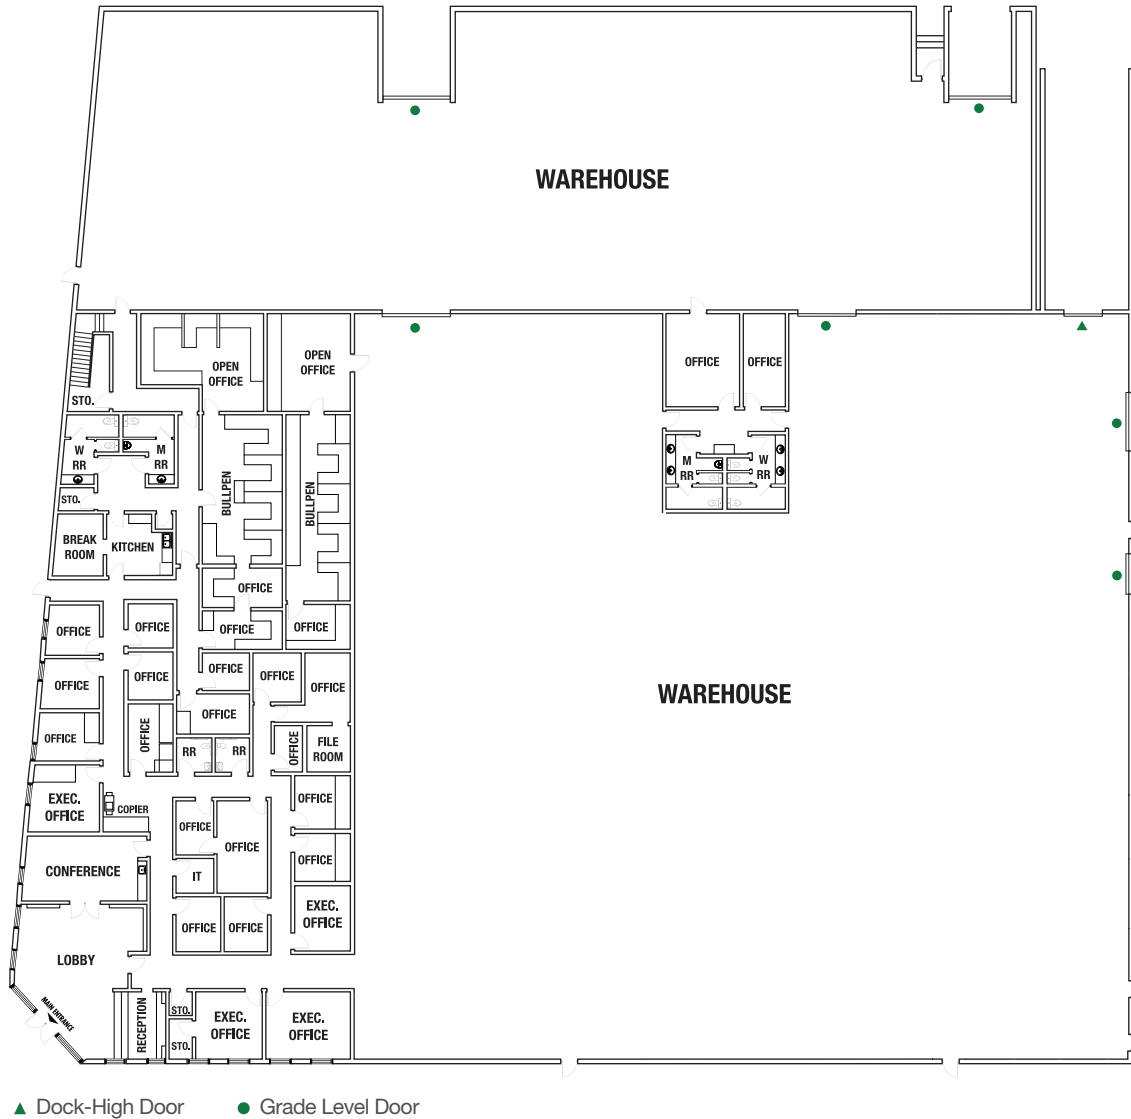 WAREHOUSE
OPEN
OFFICE
OPEN
OFFICE
OFFICE
OFFICE
STO.
W
RR
M
RR
BULLPEN
BULLPEN
M
RR
W
RR
STO.
BREAK
ROOM
KITCHEN
OFFICE
OFFICE
OFFICE
OFFICE
OFFICE
OFFICE
OFFICE
OFFICE
OFFICE
OFFICE
OFFICE
WAREHOUSE
OFFICE
OFFICE
OFFICE
RR
RR
OFFICE
FILE
ROOM
EXEC.
OFFICE
COPIER
OFFICE
OFFICE
OFFICE
OFFICE
CONFERENCE
IT
EXEC.
OFFICE
OFFICE
OFFICE
LOBBY
MAIN ENTRANCE
RECEPTION
STO.
STO.
EXEC.
OFFICE
EXEC.
OFFICE
Dock-High Door
Grade Level Door